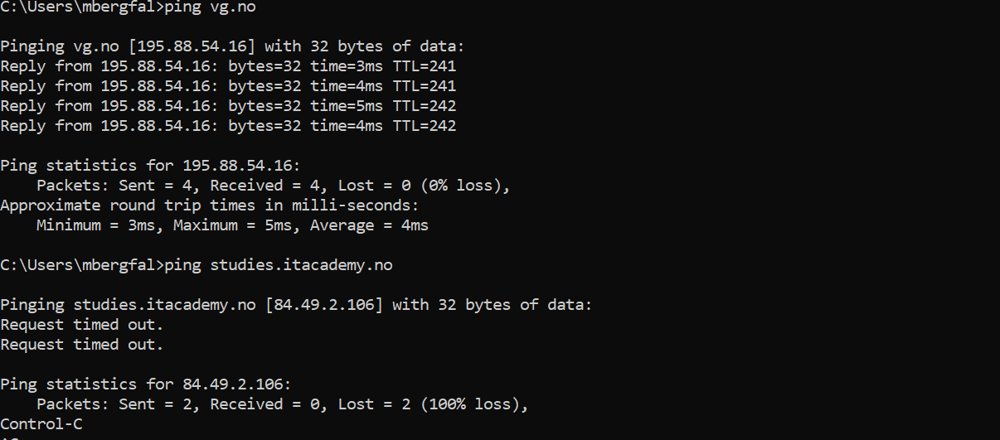 C:\Users\mbergfal>ping vg.no
Pinging vg.no [195.88.54.16] with 32 bytes of data:
Reply from 195.88.54.16: bytes=32 time=3ms TTL=241
Reply from 195.88.54.16: bytes=32 time=4ms TTL=241
Reply from 195.88.54.16: bytes=32 time=5ms TTL=242
Reply from 195.88.54.16: bytes=32 time=4ms TTL=242
Ping statistics for 195.88.54.16:
    Packets: Sent = 4, Received = 4, Lost = 0 (0% loss),
Approximate round trip times in milli-seconds:
    Minimum = 3ms, Maximum = 5ms, Average = 4ms
C:\Users\mbergfal>ping studies.itacademy.no
Pinging studies.itacademy.no [84.49.2.106] with 32 bytes of data:
Request timed out.
Request timed out.
Ping statistics for 84.49.2.106:
    Packets: Sent = 2, Received = 0, Lost = 2 (100% loss),
Control-C